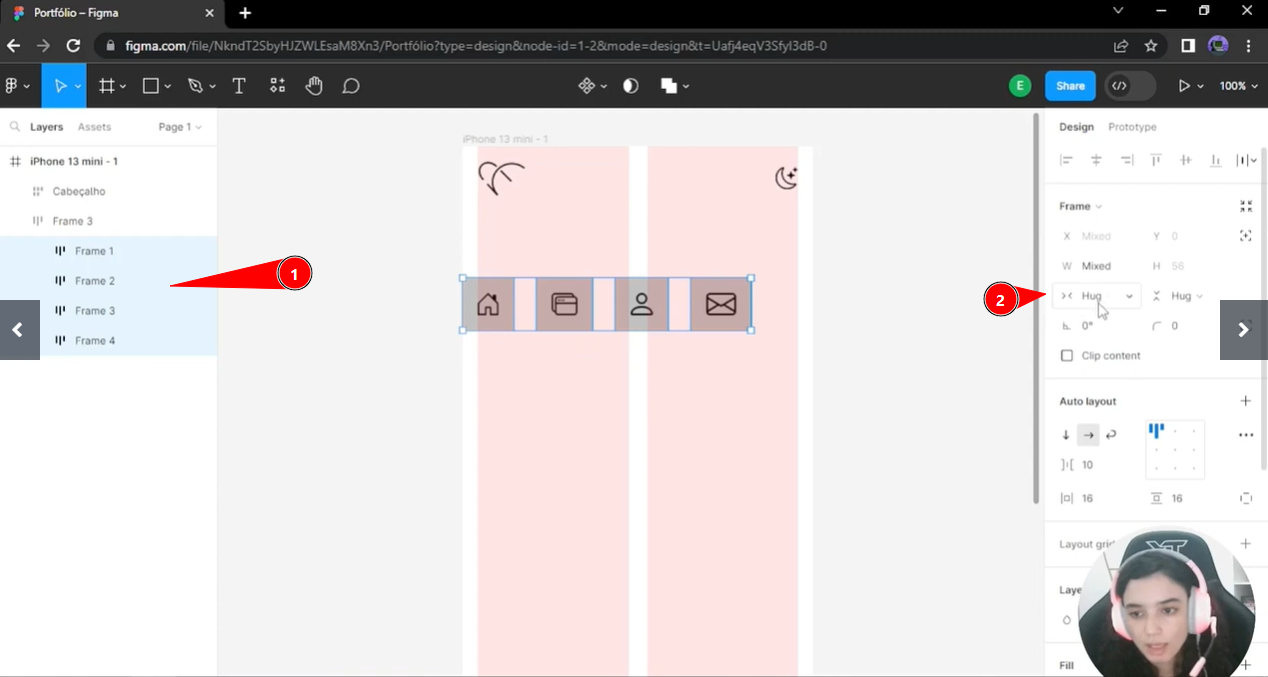 Portfólio – Figma
figma.com/file/NkndT2SbyHJZWLEsaM8Xn3/Portfólio?type=design&node-id=1-2&mode=design&t=Uafj4eqV3SfyI3dB-0
E
Share
100%
Layers Assets Page 1
iPhone 13 mini - 1
Cabeçalho
Frame 3
Frame 1
Frame 2
Frame 3
Frame 4
1
iPhone 13 mini - 1
2
Design Prototype
Frame
X Mixed Y 0
W Mixed H 56
Hug Hug
0° 0
Clip content
Auto layout
10
16 16
Layout grid
Laye
Fill